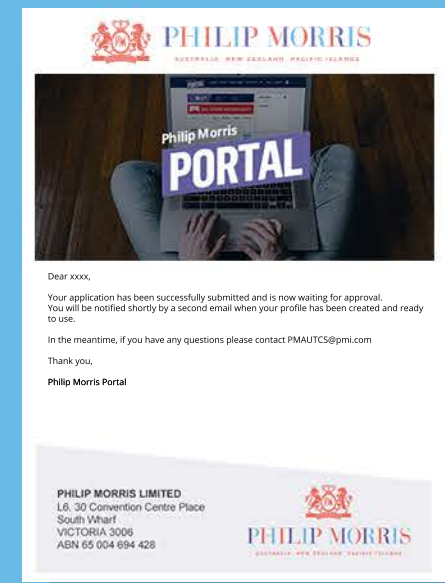 PHILIP MORRIS
AUSTRALIA NEW ZEALAND PACIFIC ISLANDS
Philip Morris
PORTAL
Dear xxxx,
Your application has been successfully submitted and is now waiting for approval.
You will be notified shortly by a second email when your profile has been created and ready
to use.
In the meantime, if you have any questions please contact PMAUTCS@pmi.com
Thank you,
Philip Morris Portal
PHILIP MORRIS LIMITED
L6, 30 Convention Centre Place
South Wharf
VICTORIA 3006
ABN 65 004 694 428
PHILIP MORRIS
AUSTRALIA NEW ZEALAND PACIFIC ISLANDS